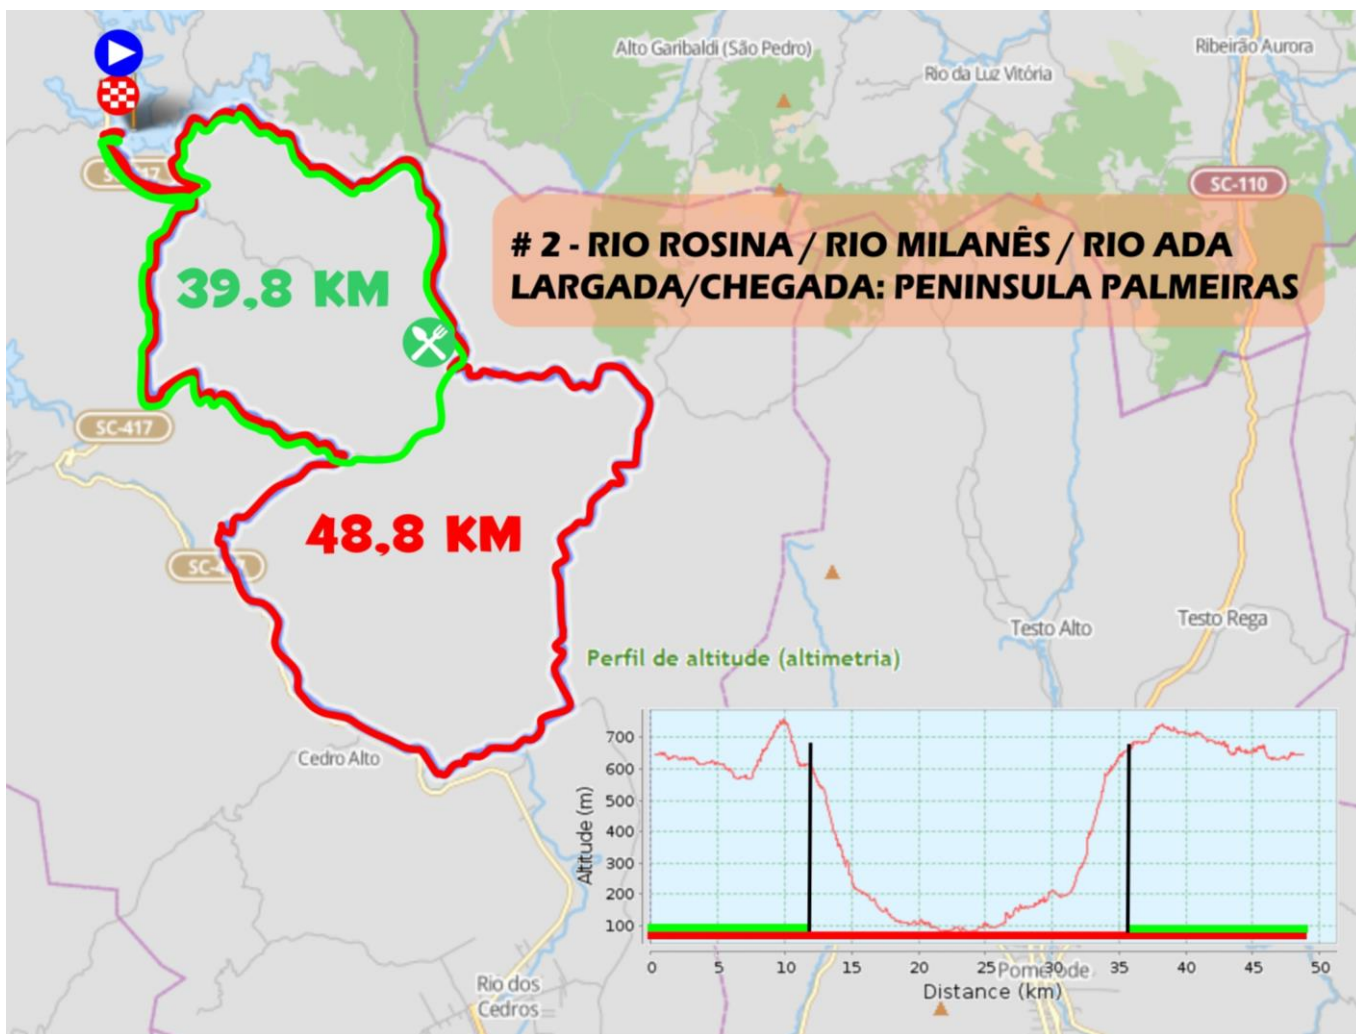 Alto Garibaldi (São Pedro)
Ribeirão Aurora
Rio da Luz Vitória
SC-110
# 2 - RIO ROSINA / RIO MILANÊS / RIO ADA
LARGADA/CHEGADA: PENINSULA PALMEIRAS
39,8 KM
SC-417
48,8 KM
Testo Rega
Testo Alto
Perfil de altitude (altimetria)
Cedro Alto
Rio dos
Cedros
Pomerode
Altitude (m)
700
600
500
400
300
200
100
0 5 10 15 20 25 30 35 40 45 50
Distance (km)